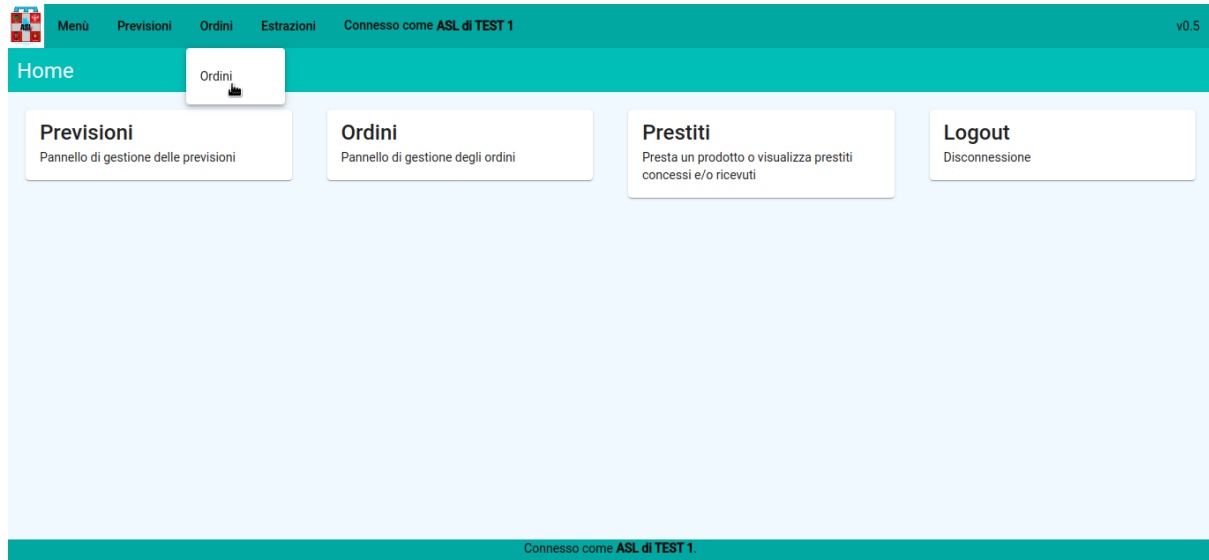 ASL
Menù Previsioni Ordini Estrazioni Connesso come ASL di TEST 1 v0.5
Home
Ordini
Previsioni
Pannello di gestione delle previsioni
Ordini
Pannello di gestione degli ordini
Prestiti
Presta un prodotto o visualizza prestiti
concessi e/o ricevuti
Logout
Disconnessione
Connesso come ASL di TEST 1.